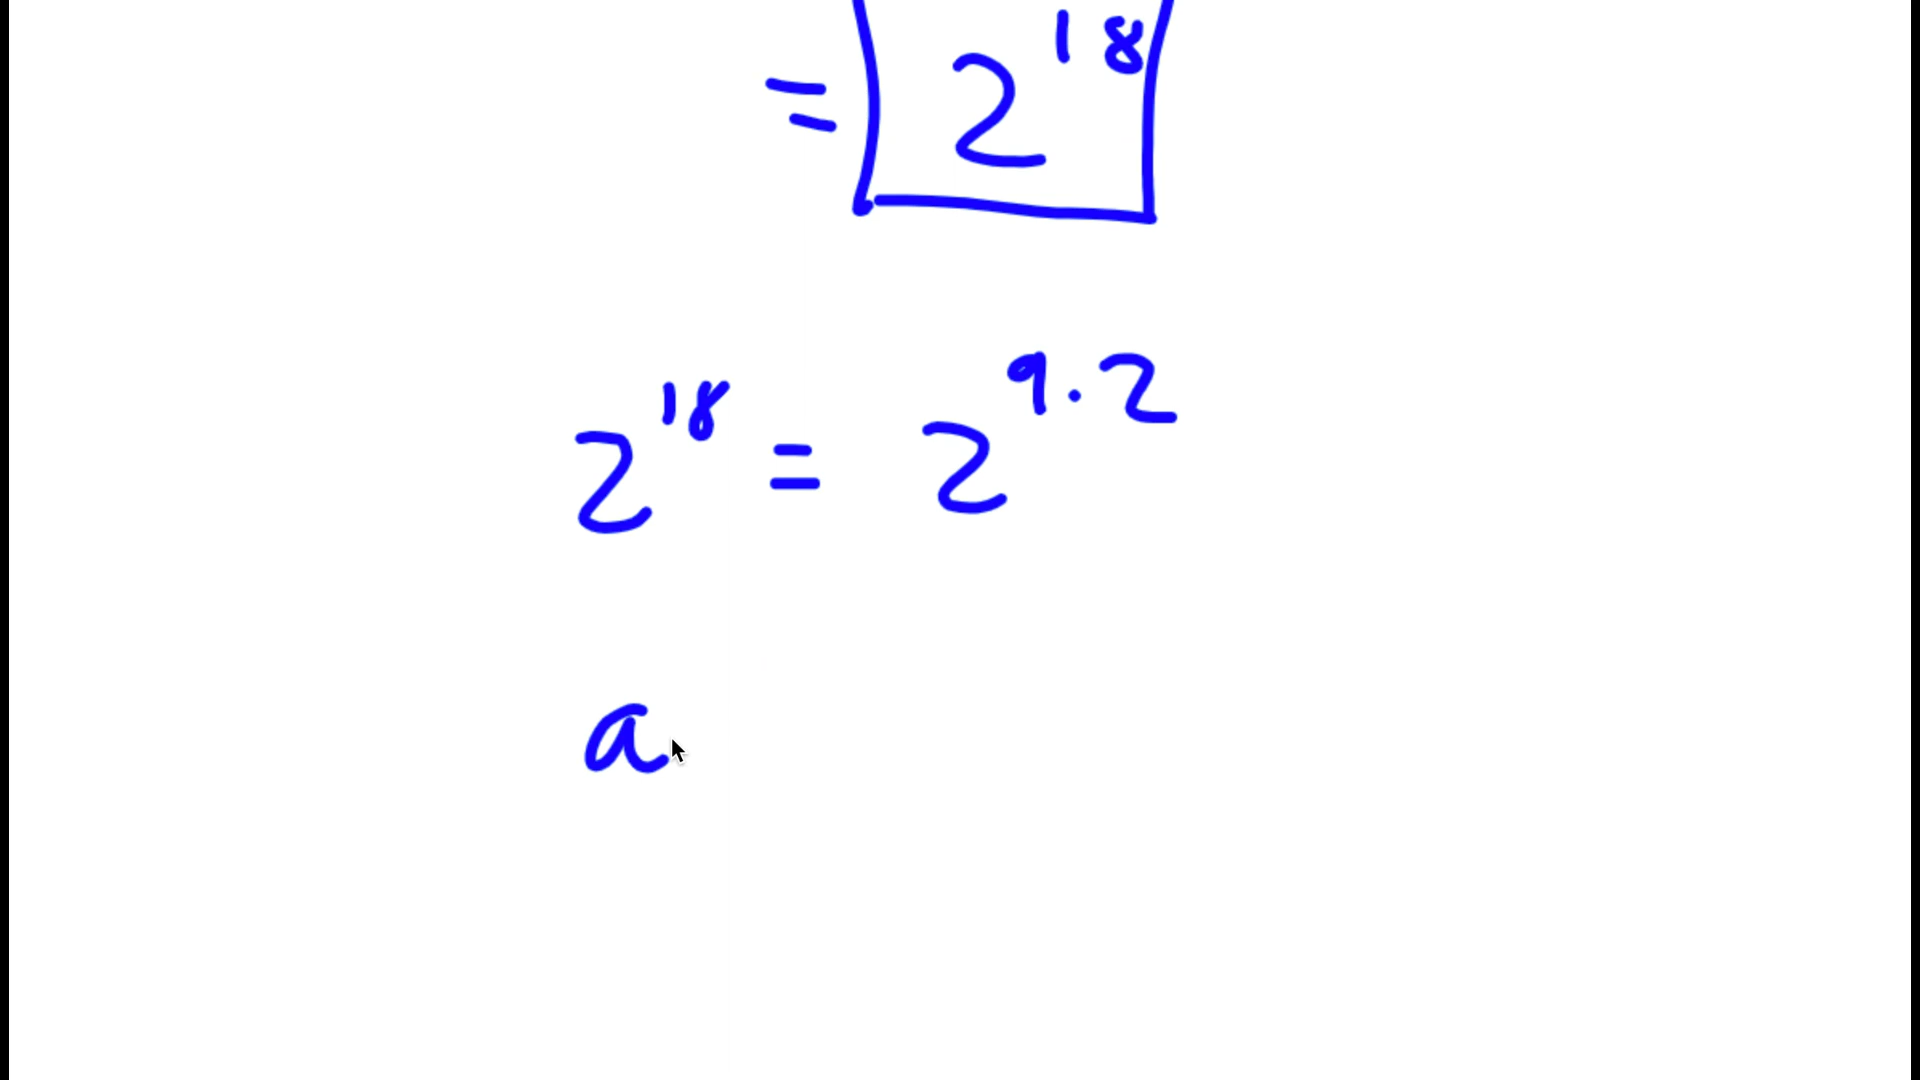 = 2^18
2^18 = 2^9·2
a